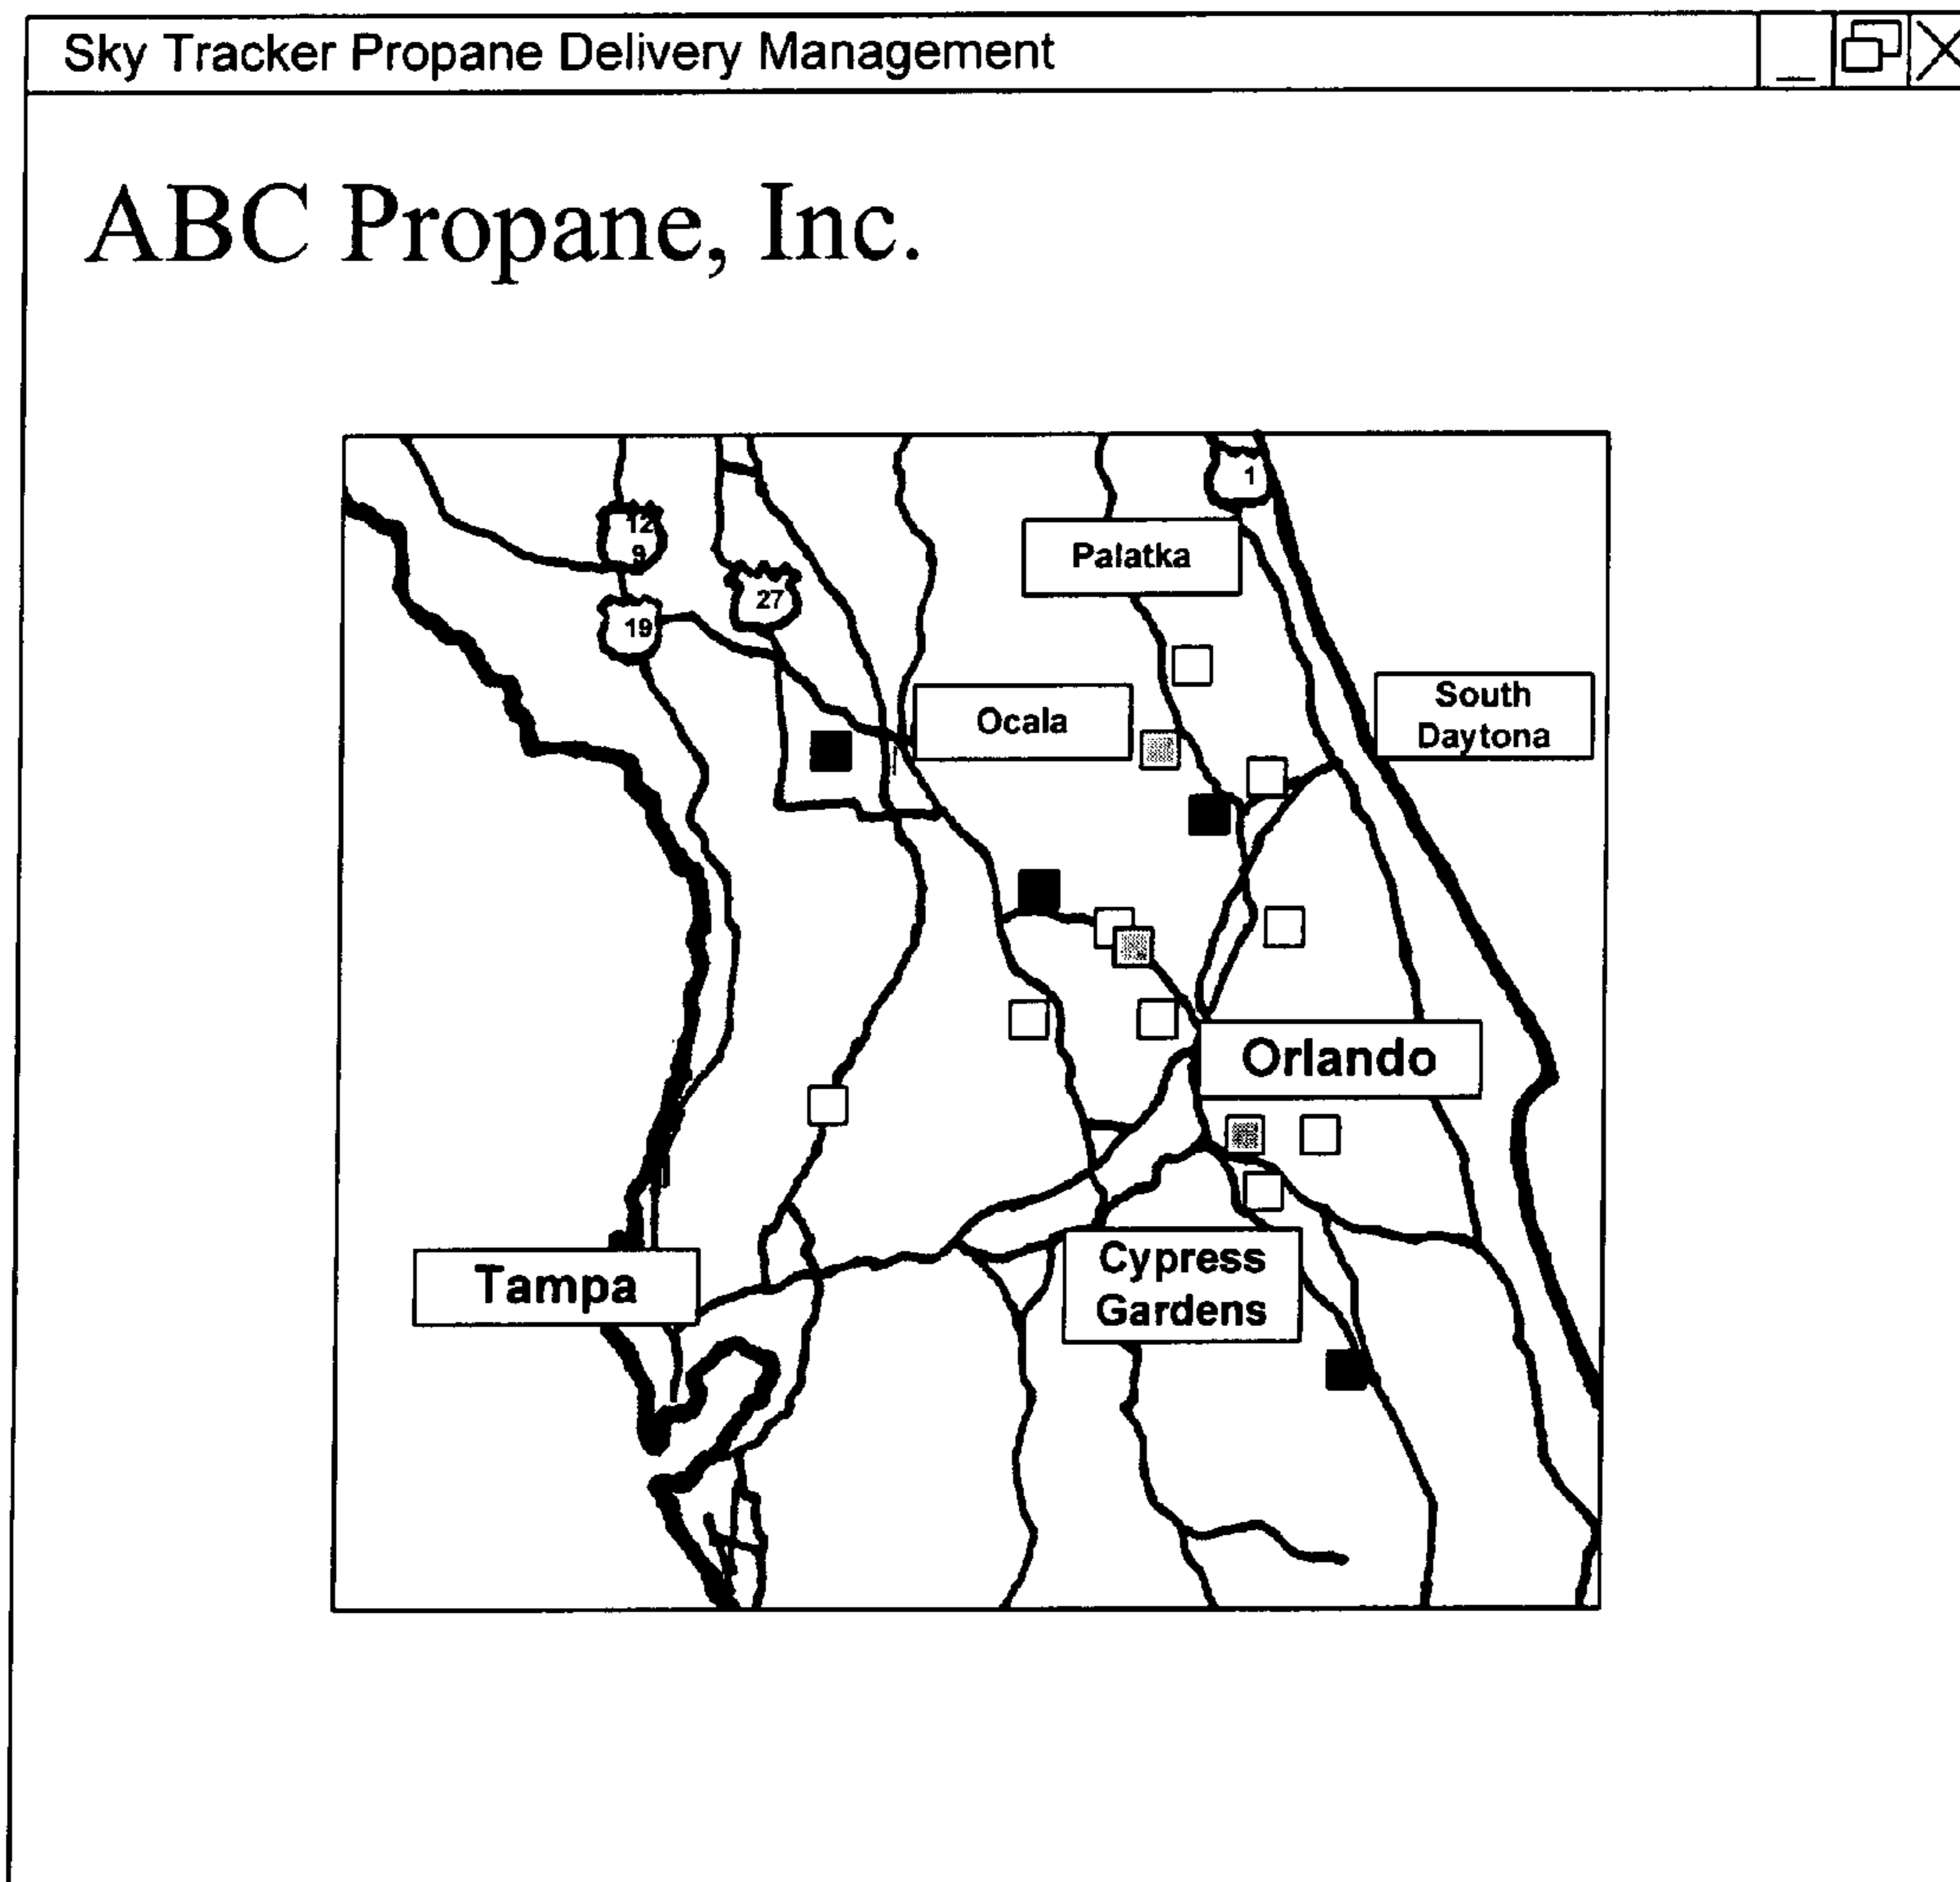 Sky Tracker Propane Delivery Management
ABC Propane, Inc.
1
12
9
Palatka
27
19
South
Daytona
Ocala
Orlando
Cypress
Gardens
Tampa